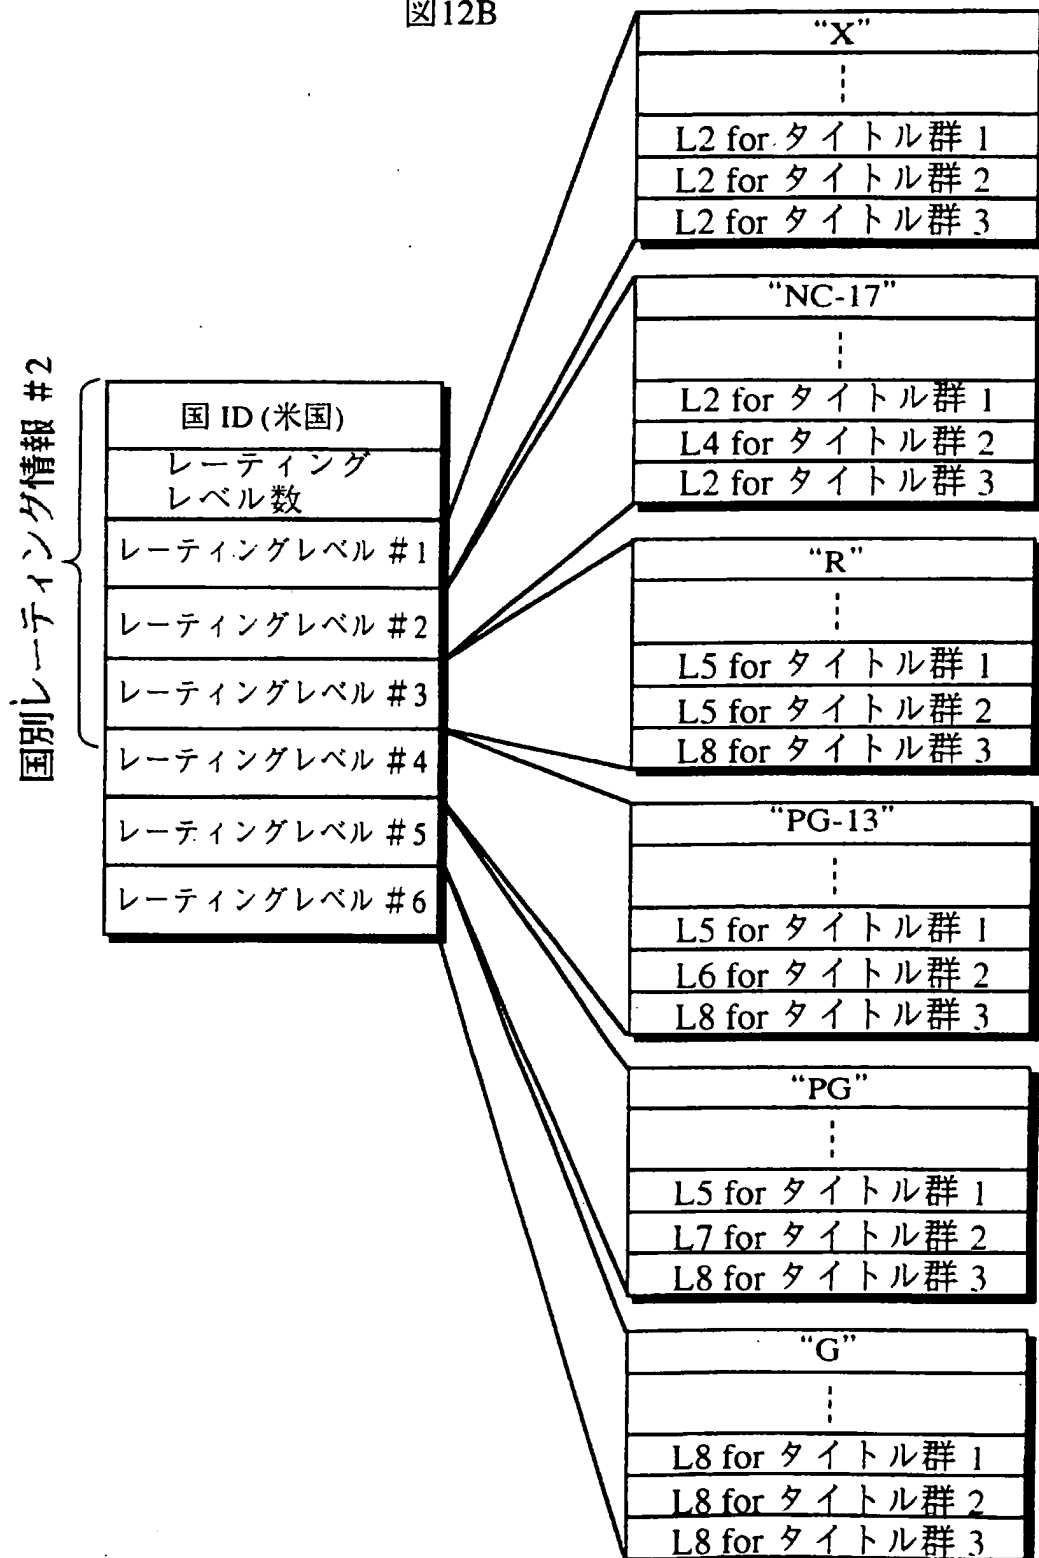 図12B
国別レーティング情報 #2
国 ID (米国)
レーティング
レベル数
レーティングレベル #1
レーティングレベル #2
レーティングレベル #3
レーティングレベル #4
レーティングレベル #5
レーティングレベル #6
“X”
L2 for タイトル群 1
L2 for タイトル群 2
L2 for タイトル群 3
“NC-17”
L2 for タイトル群 1
L4 for タイトル群 2
L2 for タイトル群 3
“R”
L5 for タイトル群 1
L5 for タイトル群 2
L8 for タイトル群 3
“PG-13”
L5 for タイトル群 1
L6 for タイトル群 2
L8 for タイトル群 3
“PG”
L5 for タイトル群 1
L7 for タイトル群 2
L8 for タイトル群 3
“G”
L8 for タイトル群 1
L8 for タイトル群 2
L8 for タイトル群 3